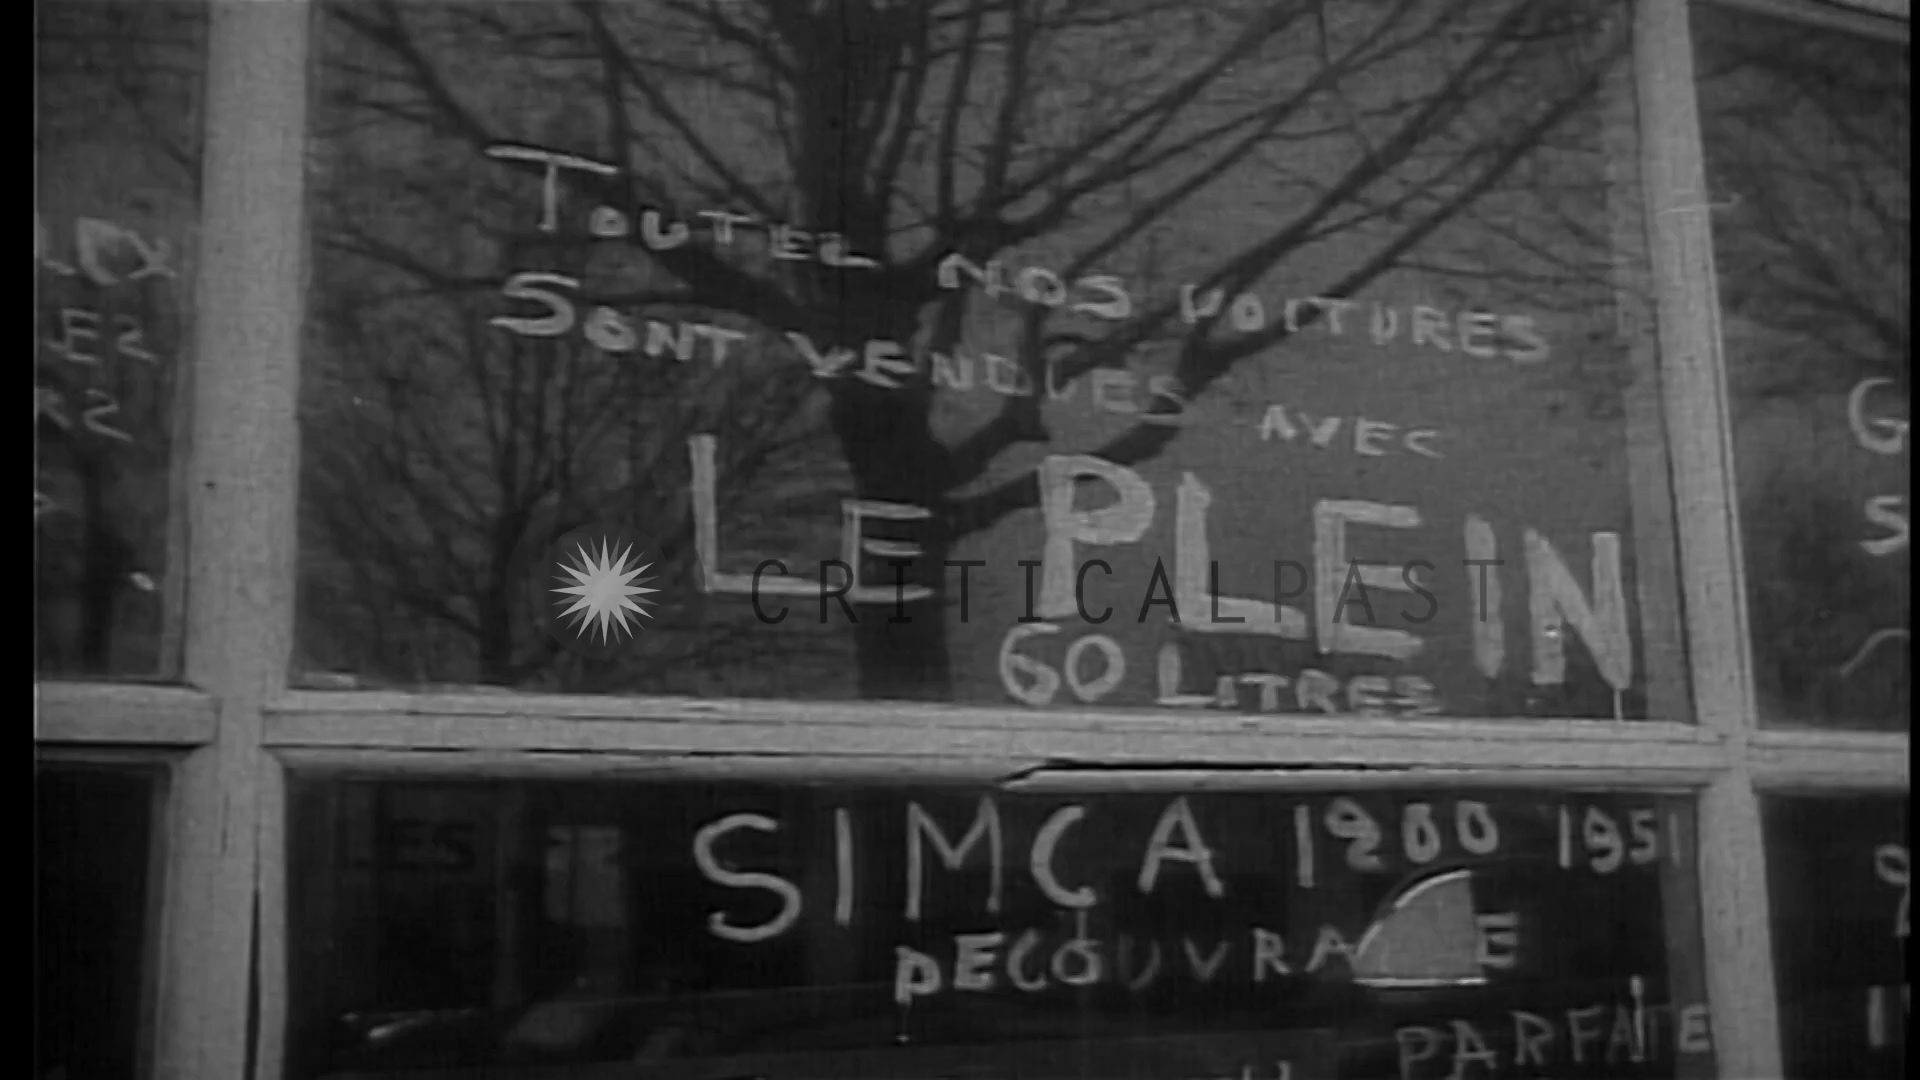 TOUTES NOS VOITURES
SONT VENDUES AVEC
LE PLEIN
60 LITRES
CRITICALPAST
SIMCA 1200 1951
DECOUVRABLE
PARFAITE